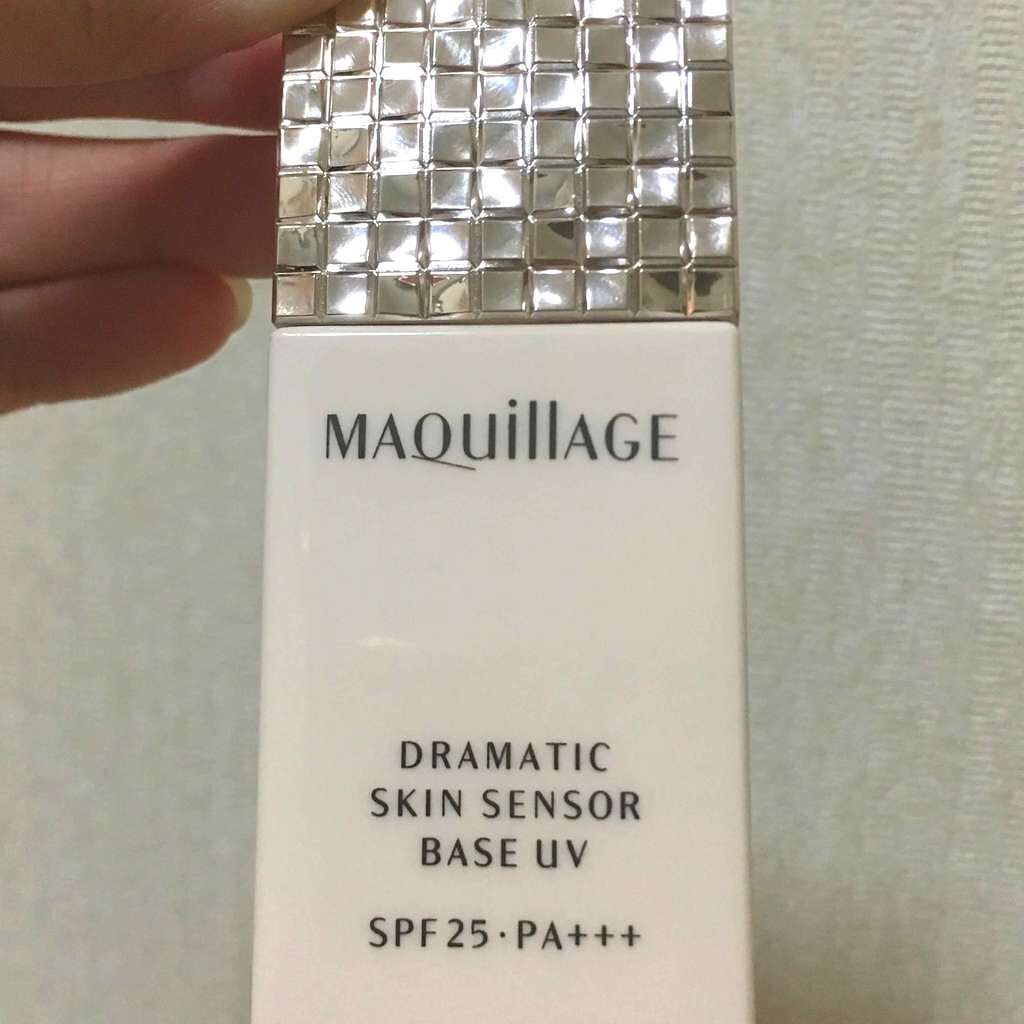 MAQuillAGE
DRAMATIC
SKIN SENSOR
BASE UV
SPF25·PA+++